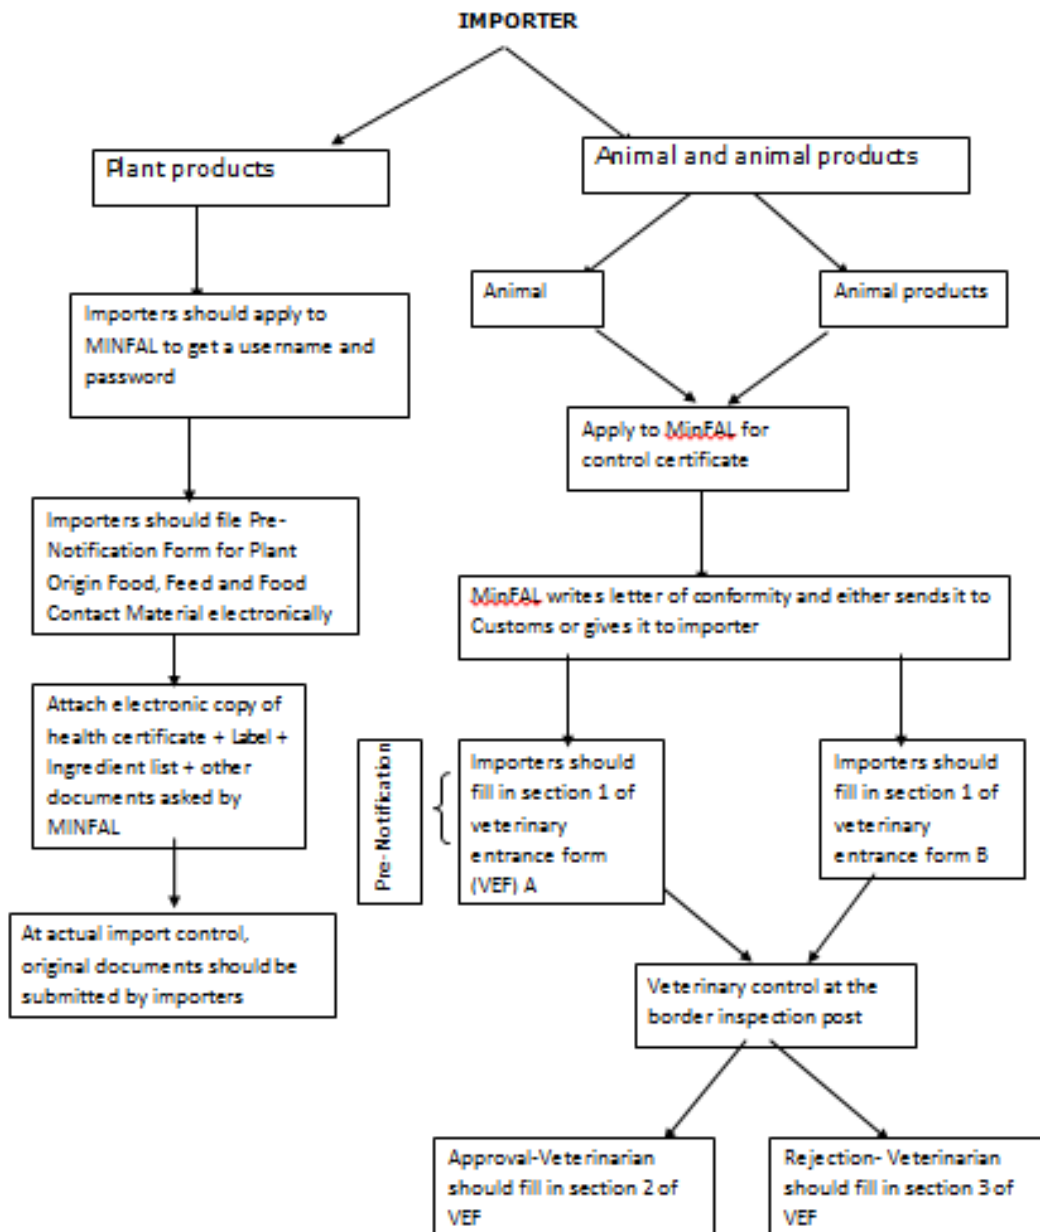 IMPORTER
Plant products
Animal and animal products
Animal
Animal products
Importers should apply to
MINFAL to get a username and
password
Apply to MinFAL for
control certificate
Importers should file Pre-
Notification Form for Plant
Origin Food, Feed and Food
Contact Material electronically
MinFAL writes letter of conformity and either sends it to
Customs or gives it to importer
Attach electronic copy of
health certificate + Label +
Ingredient list + other
documents asked by
MINFAL
Pre-Notification
Importers should
fill in section 1 of
veterinary
entrance form
(VEF) A
Importers should
fill in section 1 of
veterinary
entrance form B
At actual import control,
original documents should be
submitted by importers
Veterinary control at the
border inspection post
Approval-Veterinarian
should fill in section 2 of
VEF
Rejection- Veterinarian
should fill in section 3 of
VEF